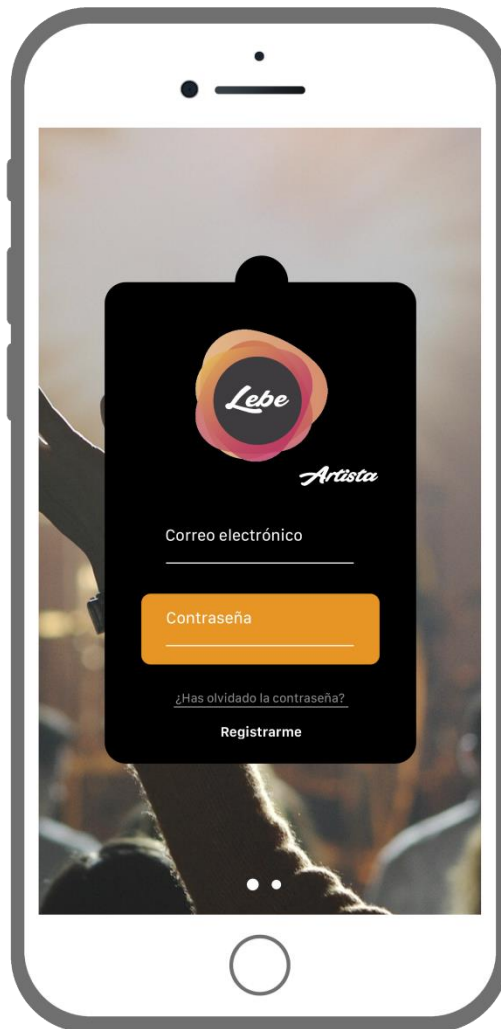 Lebe
Artista
Correo electrónico
Contraseña
¿Has olvidado la contraseña?
Registrarme